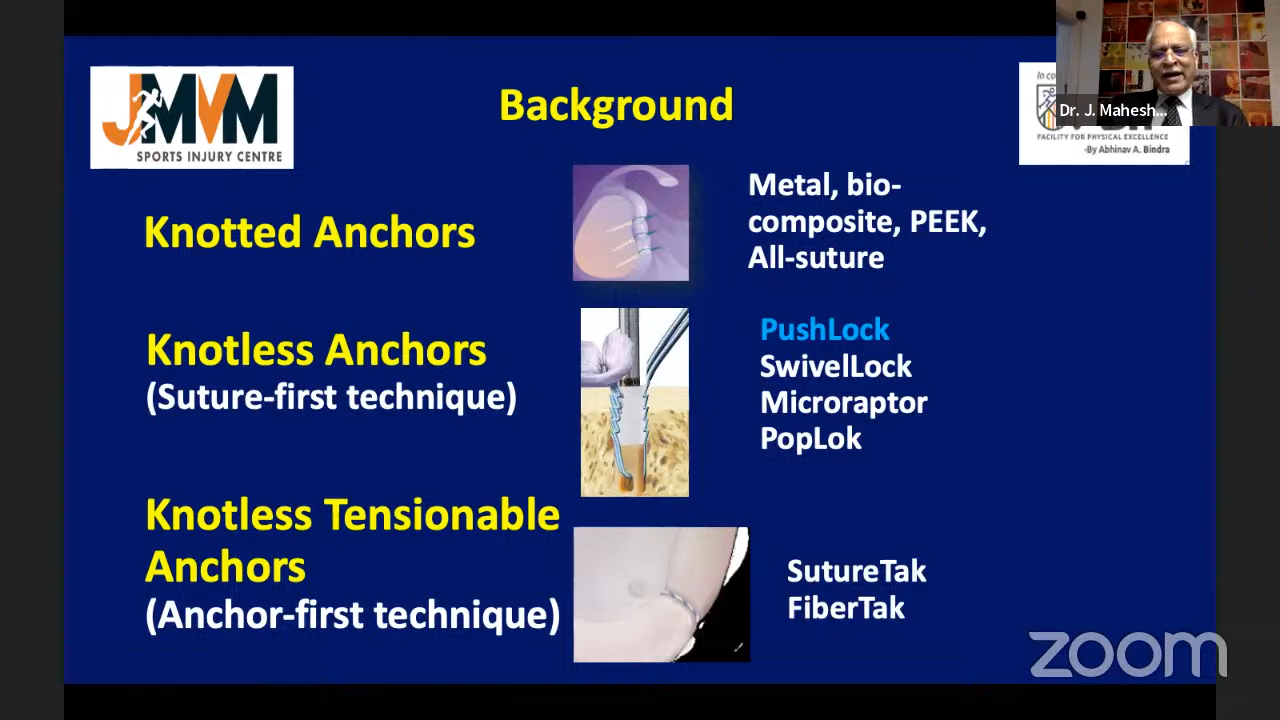 JMVM
SPORTS INJURY CENTRE
Background
In co
Dr. J. Mahesh...
FACILITY FOR PHYSICAL EXCELLENCE
-By Abhinav A. Bindra
Knotted Anchors
Metal, bio-
composite, PEEK,
All-suture
Knotless Anchors
(Suture-first technique)
PushLock
SwivelLock
Microraptor
PopLok
Knotless Tensionable
Anchors
(Anchor-first technique)
SutureTak
FiberTak
zoom